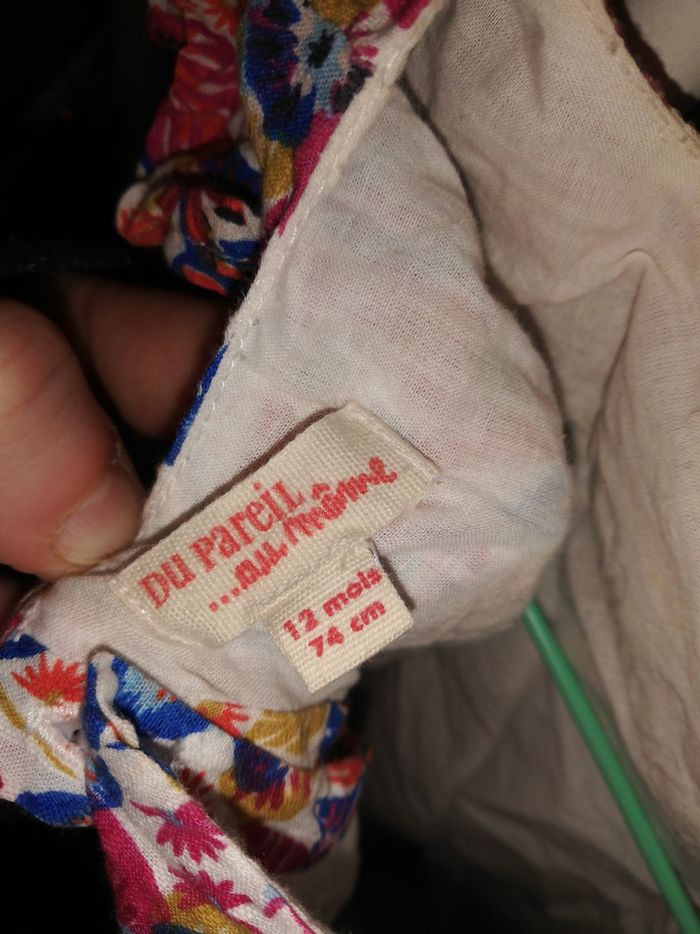 DU PAREIL
...au même
12 mois
74 cm